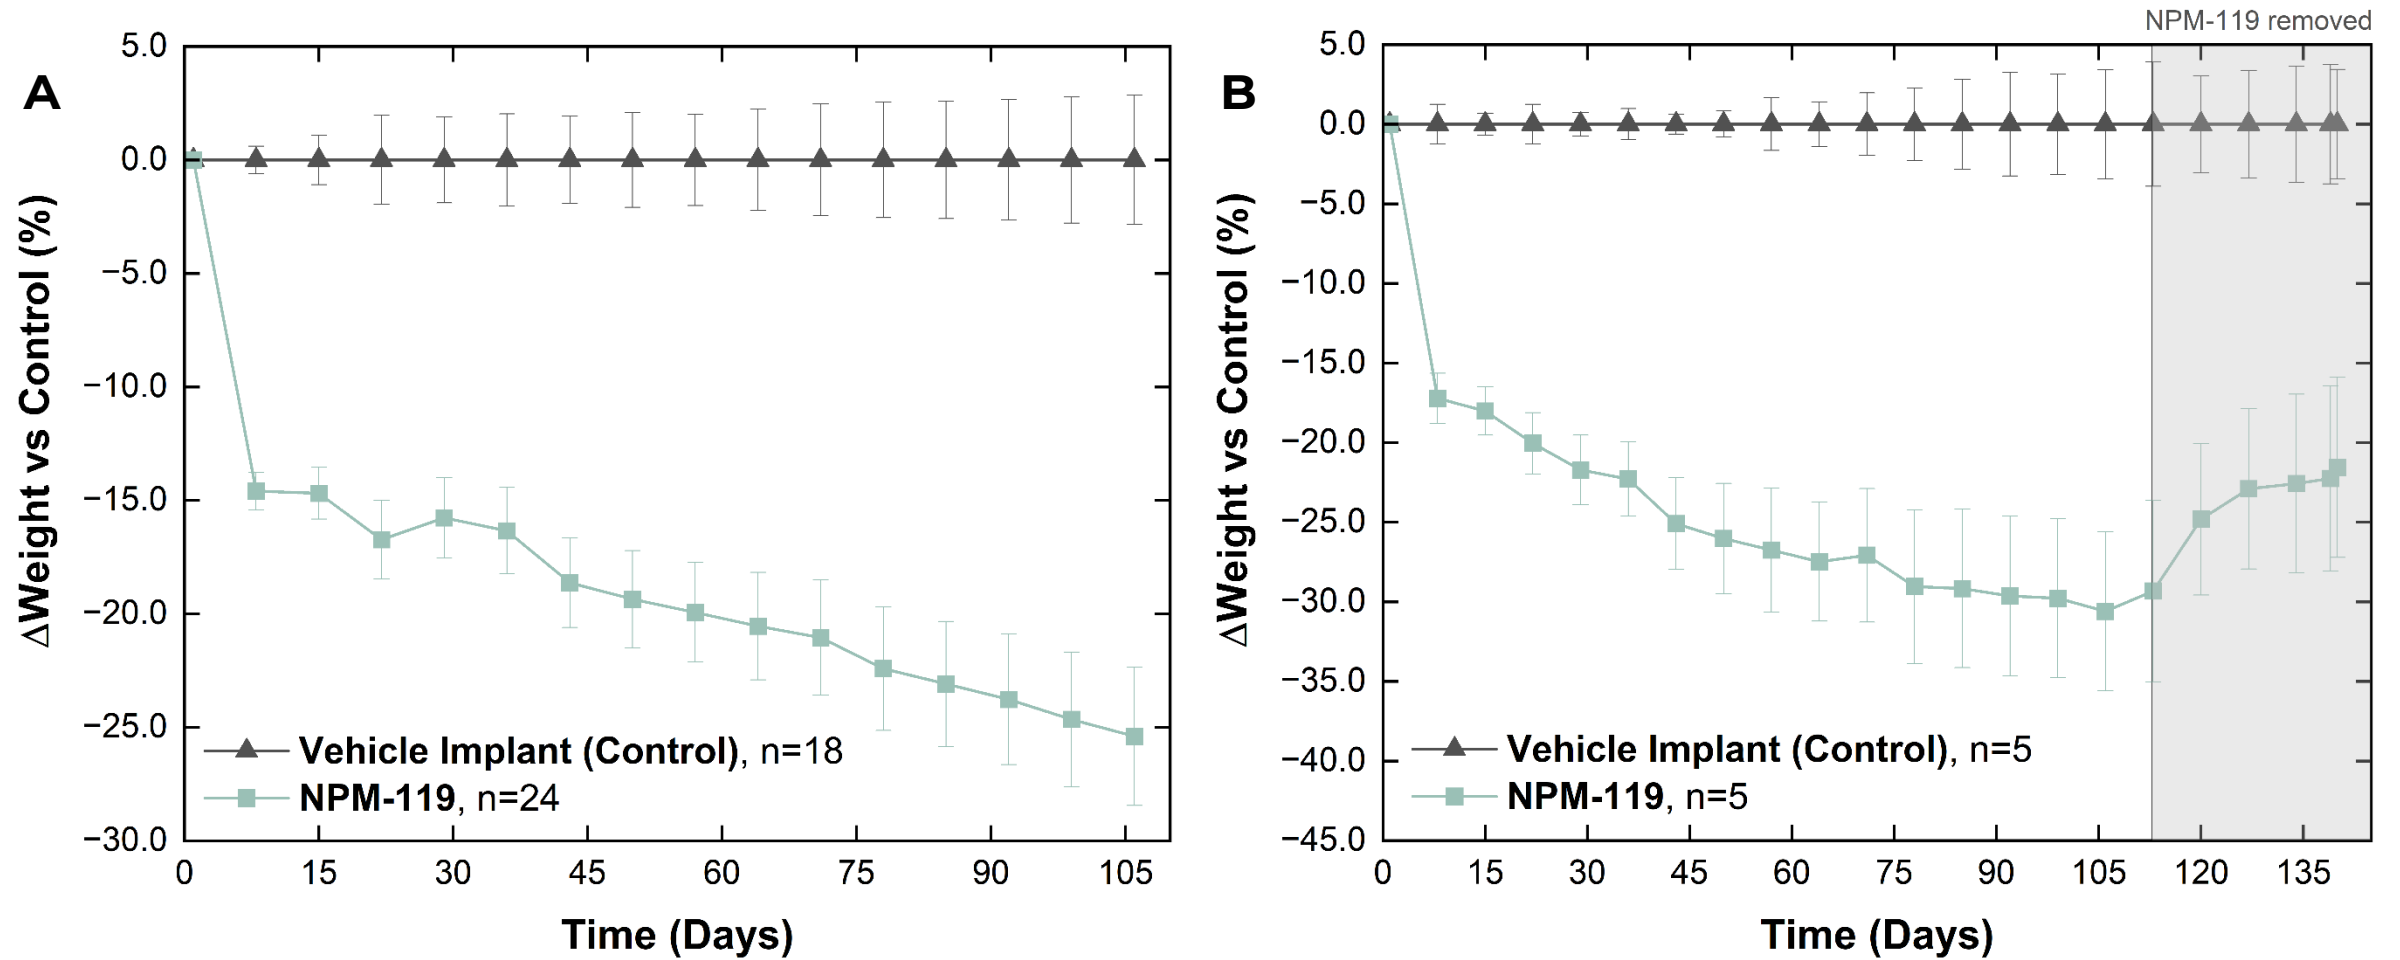 A
ΔWeight vs Control (%)
5.0
0.0
−5.0
−10.0
−15.0
−20.0
−25.0
−30.0
Vehicle Implant (Control), n=18
NPM-119, n=24
0 15 30 45 60 75 90 105
Time (Days)
NPM-119 removed
B
ΔWeight vs Control (%)
5.0
0.0
−5.0
−10.0
−15.0
−20.0
−25.0
−30.0
−35.0
−40.0
−45.0
Vehicle Implant (Control), n=5
NPM-119, n=5
0 15 30 45 60 75 90 105 120 135
Time (Days)